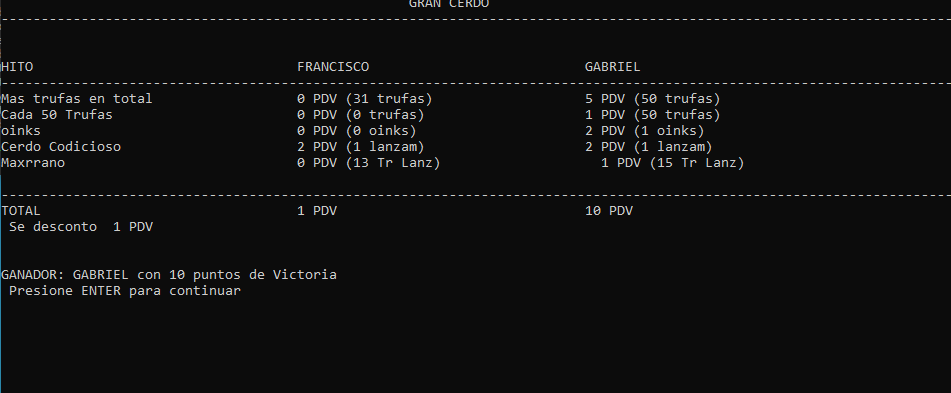 GRAN CERDO
HITO FRANCISCO GABRIEL
Mas trufas en total 0 PDV (31 trufas) 5 PDV (50 trufas)
Cada 50 Trufas 0 PDV (0 trufas) 1 PDV (50 trufas)
oinks 0 PDV (0 oinks) 2 PDV (1 oinks)
Cerdo Codicioso 2 PDV (1 lanzam) 2 PDV (1 lanzam)
Maxrrano 0 PDV (13 Tr Lanz) 1 PDV (15 Tr Lanz)
TOTAL 1 PDV 10 PDV
Se desconto 1 PDV
GANADOR: GABRIEL con 10 puntos de Victoria
Presione ENTER para continuar